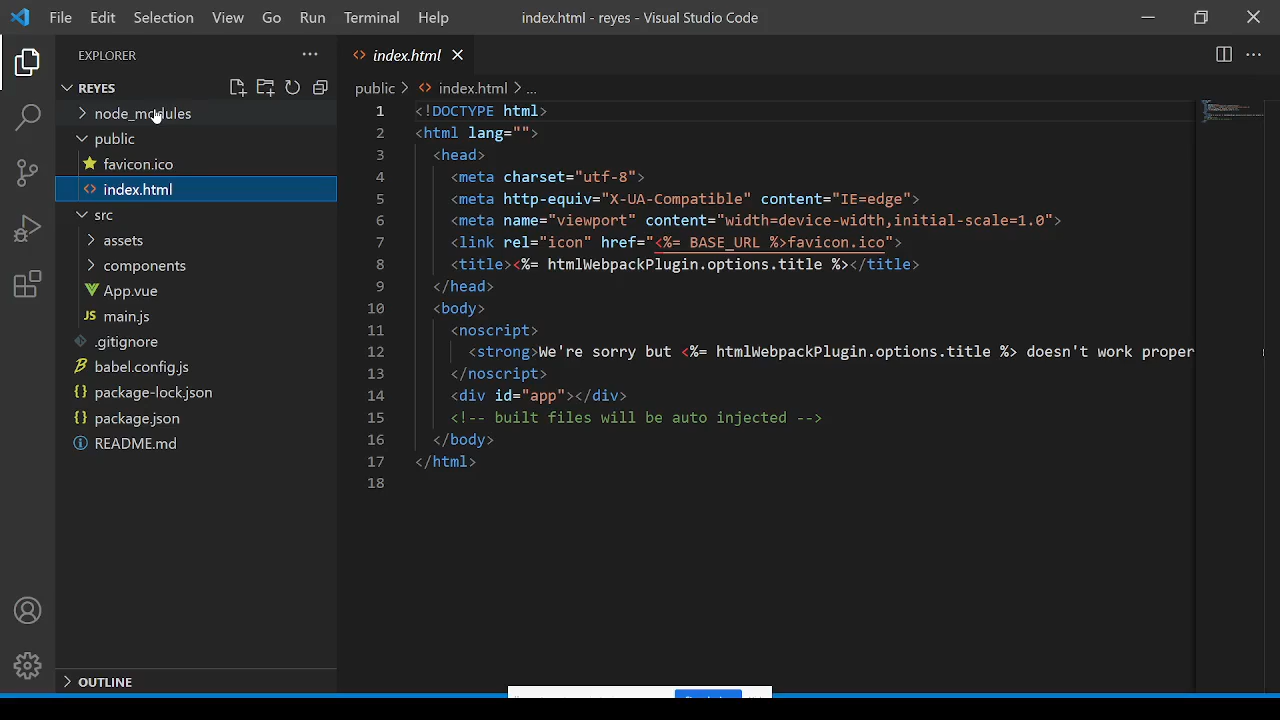 File Edit Selection View Go Run Terminal Help index.html - reyes - Visual Studio Code
EXPLORER
REYES
node_modules
public
favicon.ico
index.html
src
assets
components
App.vue
main.js
.gitignore
babel.config.js
package-lock.json
package.json
README.md
OUTLINE
index.html
public > index.html > ...
1 <!DOCTYPE html>
2 <html lang="">
3 <head>
4 <meta charset="utf-8">
5 <meta http-equiv="X-UA-Compatible" content="IE=edge">
6 <meta name="viewport" content="width=device-width,initial-scale=1.0">
7 <link rel="icon" href="<%= BASE_URL %>favicon.ico">
8 <title><%= htmlWebpackPlugin.options.title %></title>
9 </head>
10 <body>
11 <noscript>
12 <strong>We're sorry but <%= htmlWebpackPlugin.options.title %> doesn't work proper
13 </noscript>
14 <div id="app"></div>
15 <!-- built files will be auto injected -->
16 </body>
17 </html>
18